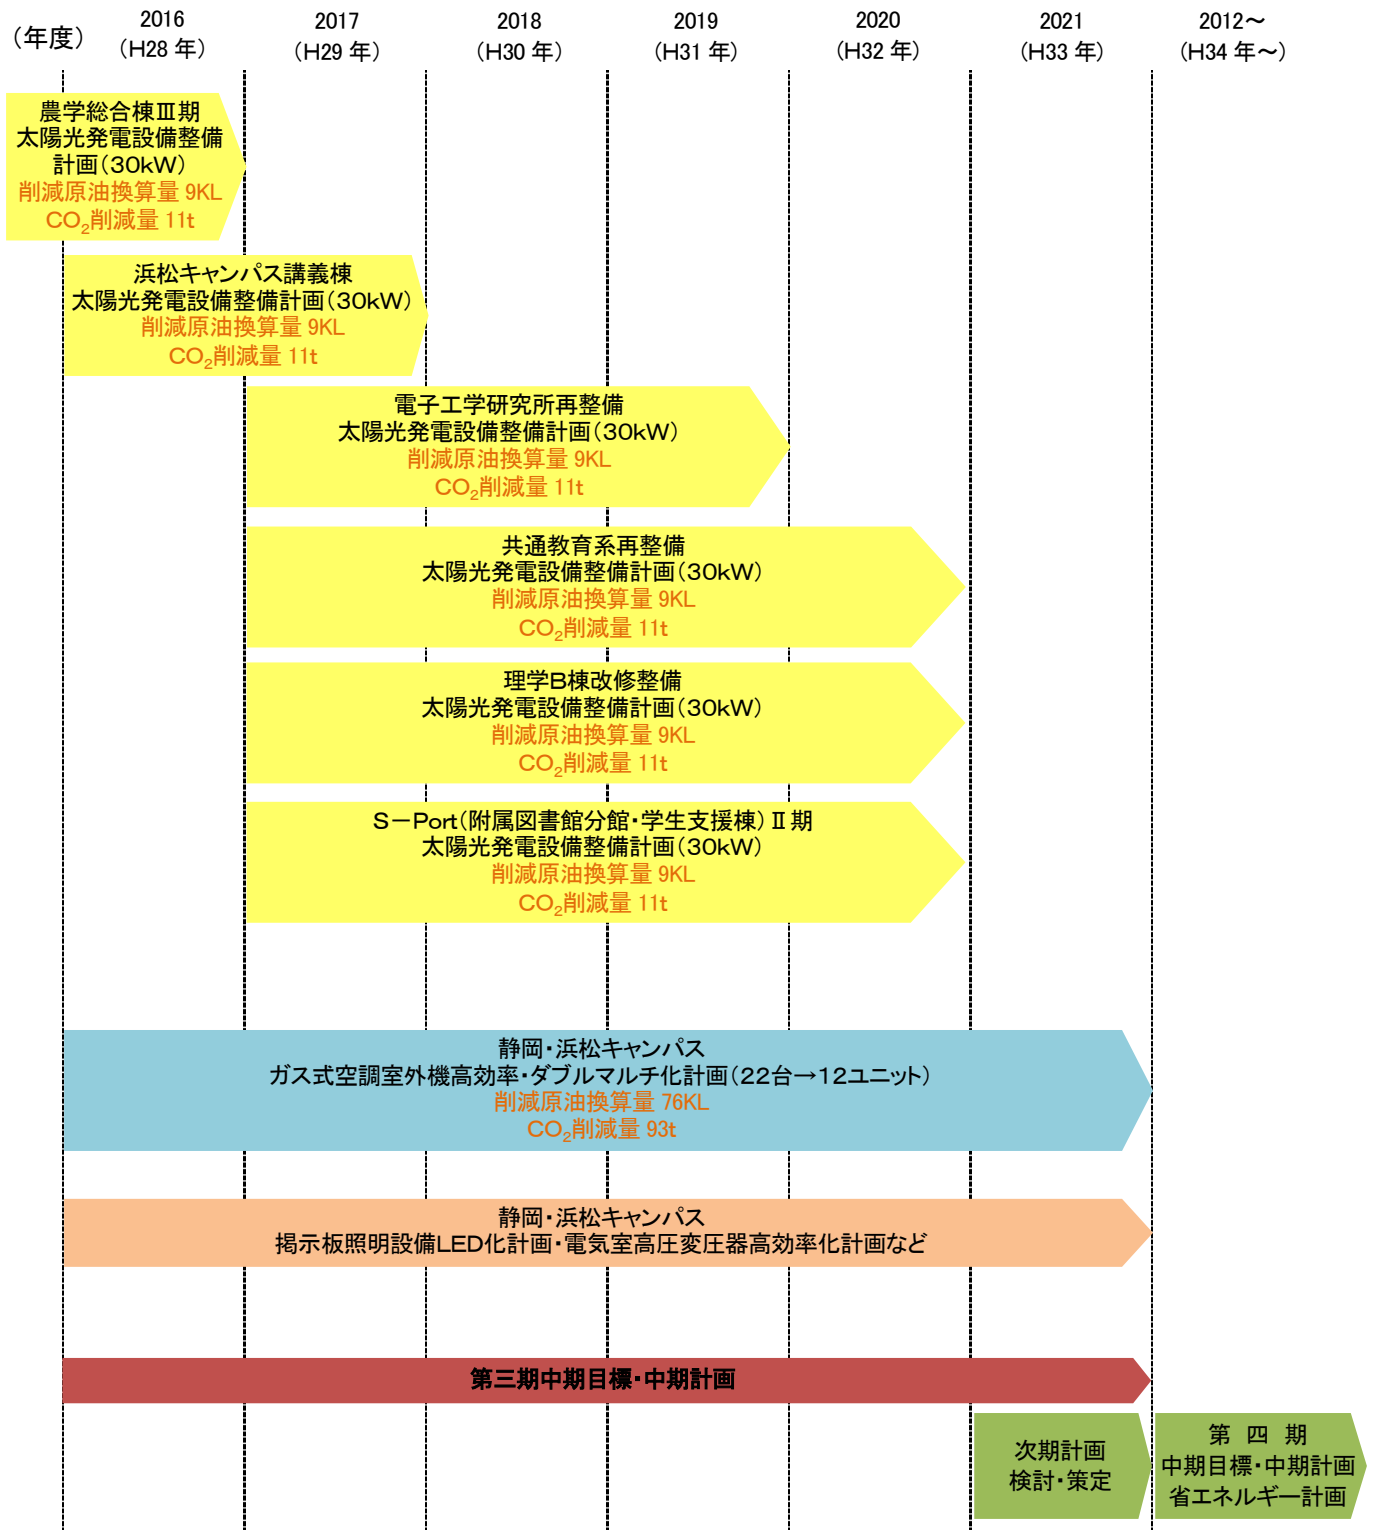 (年度)
2016
(H28 年)
2017
(H29 年)
2018
(H30 年)
2019
(H31 年)
2020
(H32 年)
2021
(H33 年)
2012～
(H34 年～)
農学総合棟Ⅲ期
太陽光発電設備整備
計画(30kW)
削減原油換算量 9KL
CO₂削減量 11t
浜松キャンパス講義棟
太陽光発電設備整備計画(30kW)
削減原油換算量 9KL
CO₂削減量 11t
電子工学研究所再整備
太陽光発電設備整備計画(30kW)
削減原油換算量 9KL
CO₂削減量 11t
共通教育系再整備
太陽光発電設備整備計画(30kW)
削減原油換算量 9KL
CO₂削減量 11t
理学B棟改修整備
太陽光発電設備整備計画(30kW)
削減原油換算量 9KL
CO₂削減量 11t
S－Port(附属図書館分館・学生支援棟)Ⅱ期
太陽光発電設備整備計画(30kW)
削減原油換算量 9KL
CO₂削減量 11t
静岡・浜松キャンパス
ガス式空調室外機高効率・ダブルマルチ化計画(22台→12ユニット)
削減原油換算量 76KL
CO₂削減量 93t
静岡・浜松キャンパス
掲示板照明設備LED化計画・電気室高圧変圧器高効率化計画など
第三期中期目標・中期計画
次期計画
検討・策定
第 四 期
中期目標・中期計画
省エネルギー計画